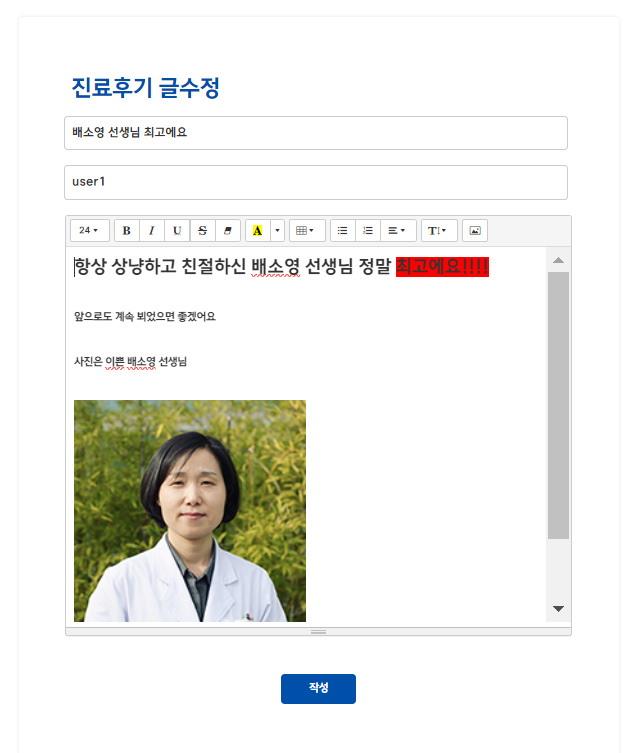 진료후기 글수정
배소영 선생님 최고에요
user1
24 B I U S A T
항상 상냥하고 친절하신 배소영 선생님 정말 최고에요!!!!
앞으로도 계속 뵈었으면 좋겠어요
사진은 이쁜 배소영 선생님
작성